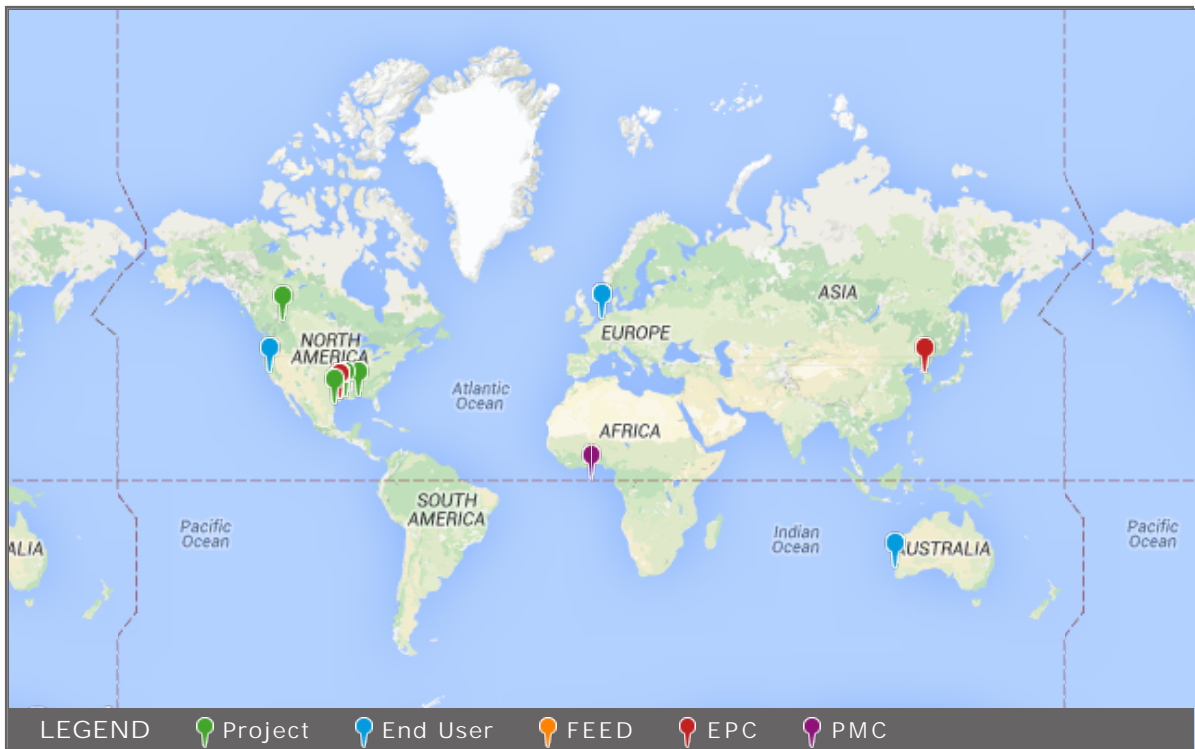 ASIA
NORTH
AMERICA
EUROPE
Atlantic
Ocean
AFRICA
SOUTH
AMERICA
Pacific
Ocean
Indian
Ocean
Pacific
Ocean
ALIA
AUSTRALIA
LEGEND Project End User FEED EPC PMC